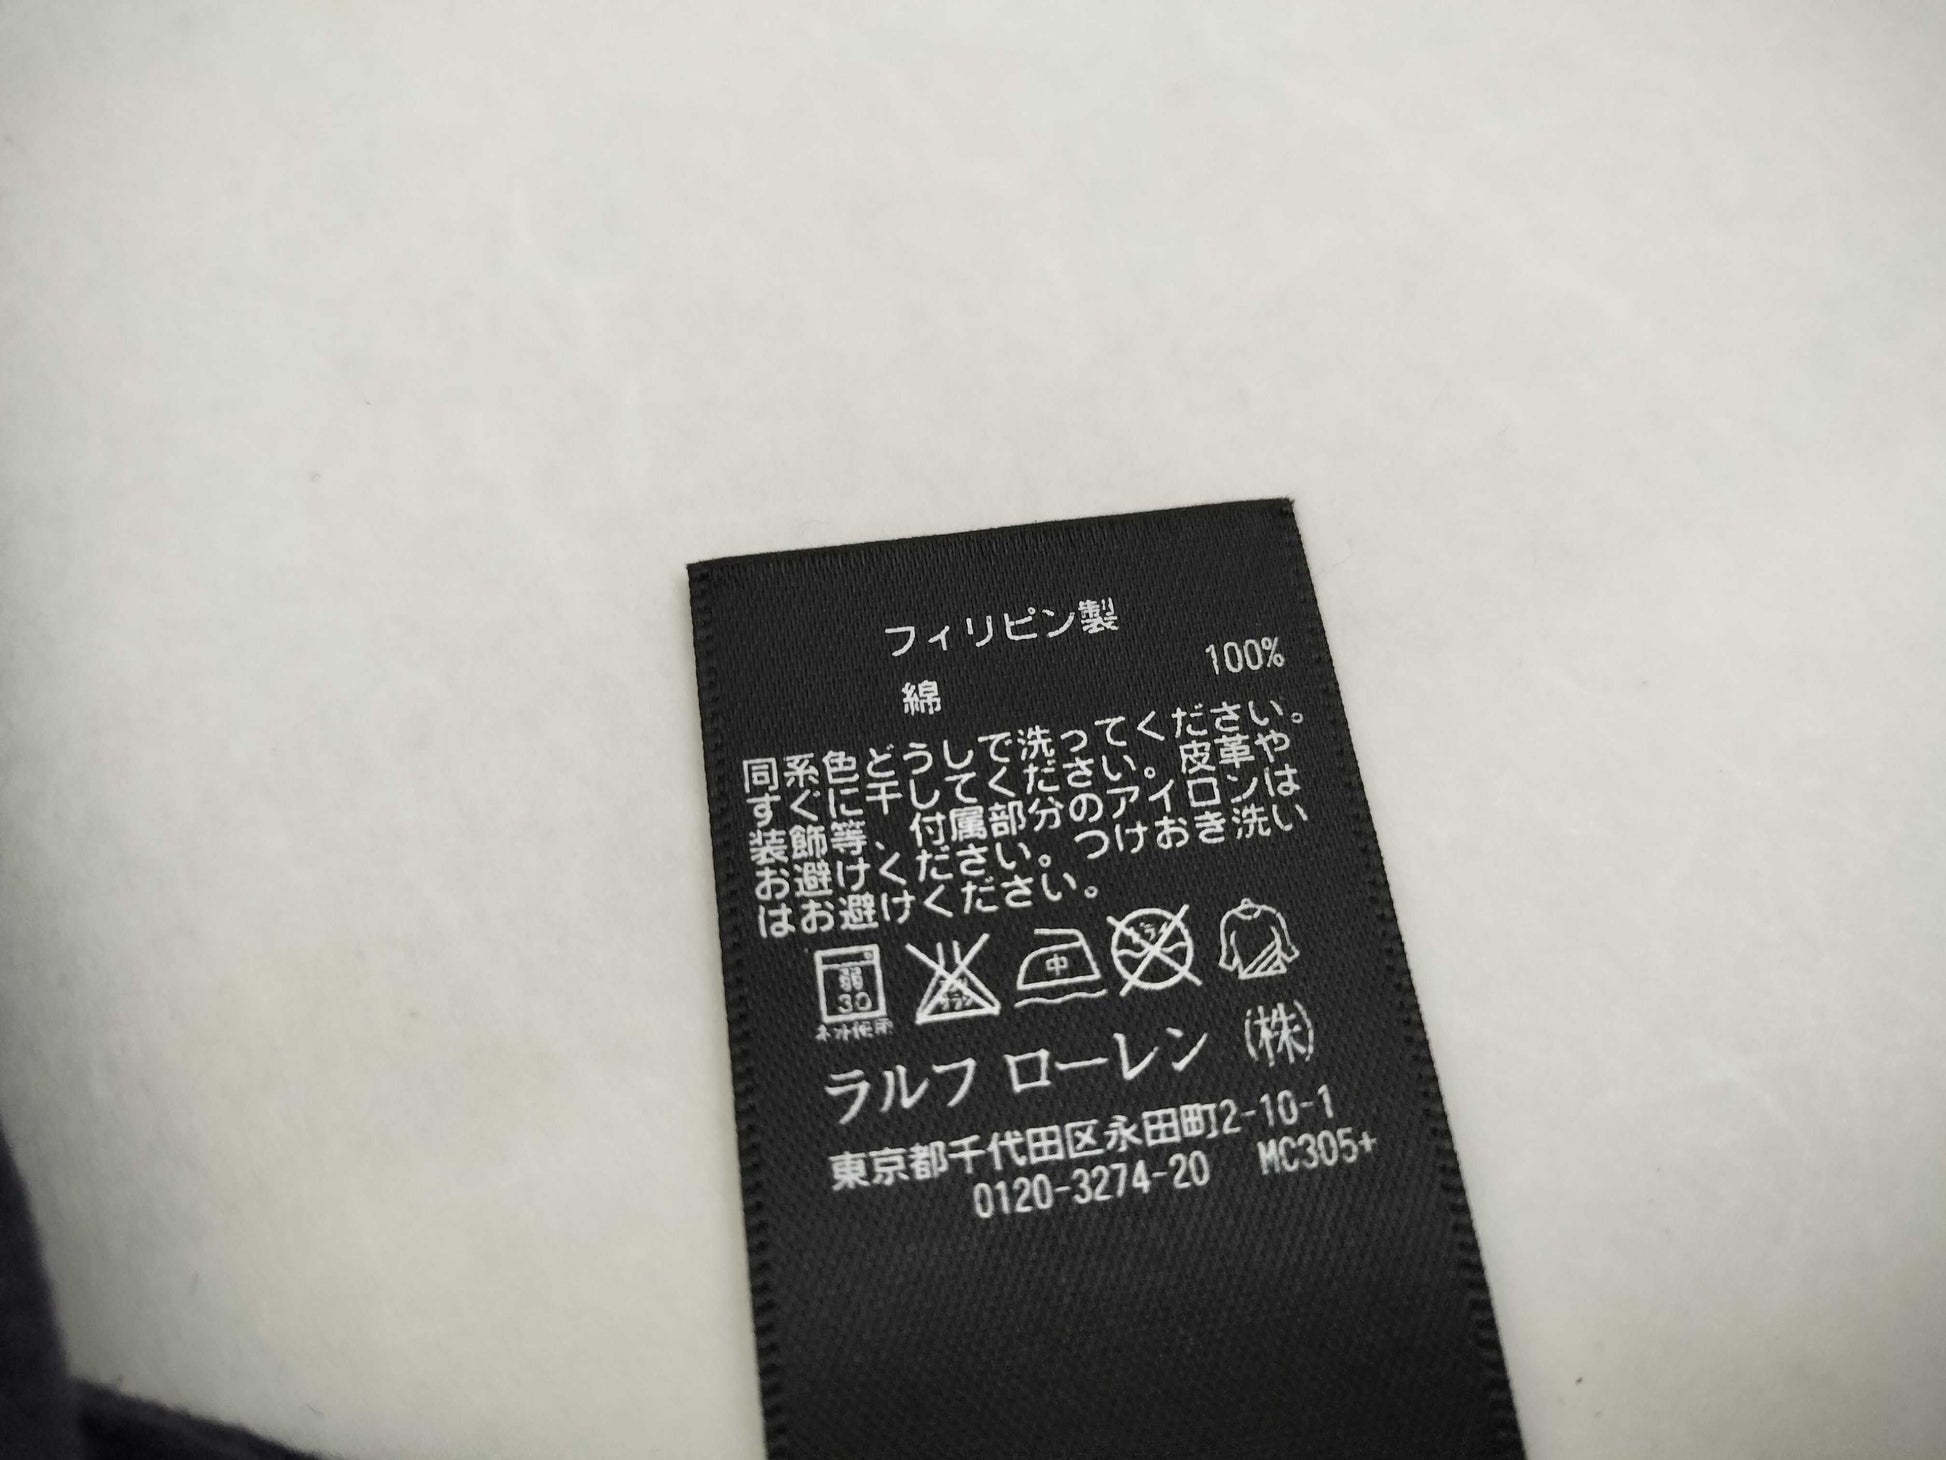 フィリピン製
綿 100%
同系色どうしで洗ってください。
すぐに干してください。皮革や
装飾等、付属部分のアイロンは
お避けください。つけおき洗い
はお避けください。
弱
30
ネット使用
中
ラルフ ローレン (株)
東京都千代田区永田町2-10-1
0120-3274-20 MC305+